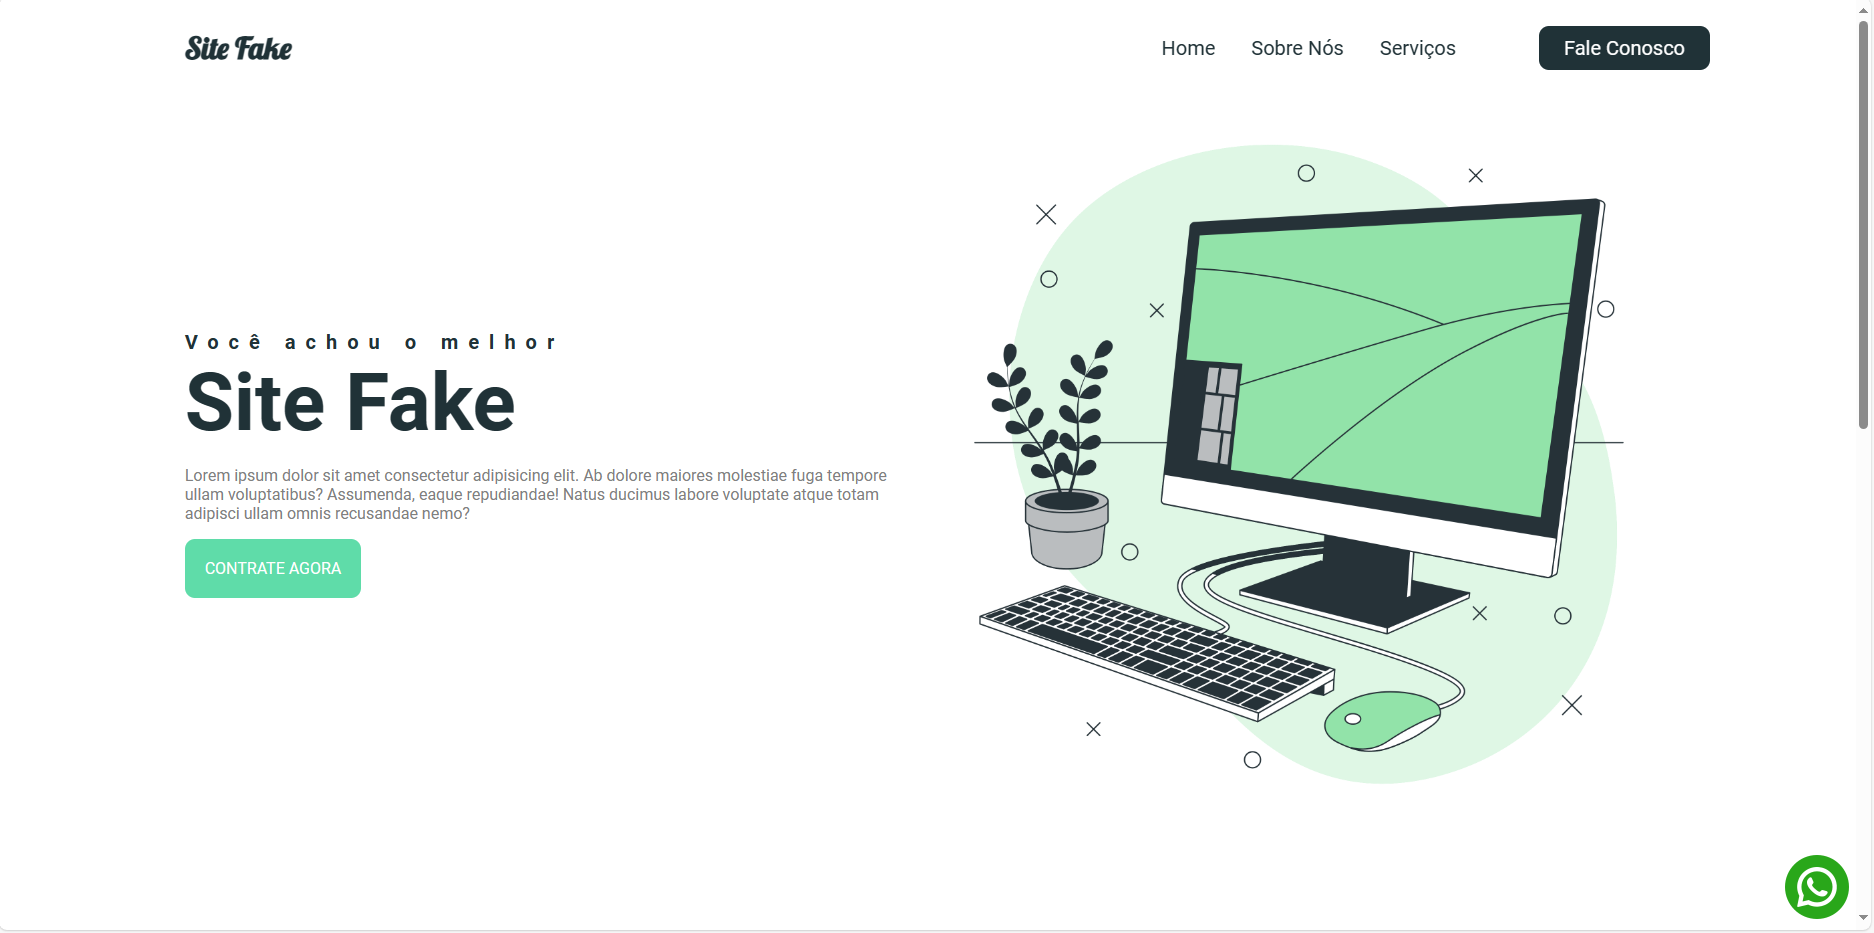 Site Fake
Home
Sobre Nós
Serviços
Fale Conosco
Você achou o melhor
Site Fake
Lorem ipsum dolor sit amet consectetur adipisicing elit. Ab dolore maiores molestiae fuga tempore
ullam voluptatibus? Assumenda, eaque repudiandae! Natus ducimus labore voluptate atque totam
adipisci ullam omnis recusandae nemo?
CONTRATE AGORA